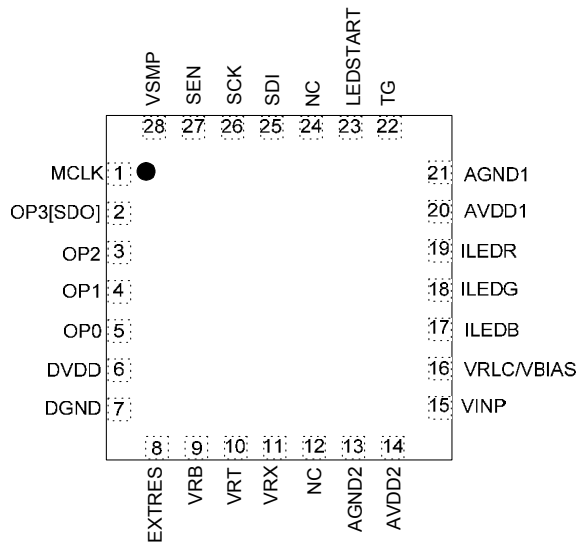 VSMP SEN SCK SDI NC LEDSTART TG
28 27 26 25 24 23 22
MCLK 1 21 AGND1
OP3[SDO] 2 20 AVDD1
OP2 3 19 ILEDR
OP1 4 18 ILEDG
OP0 5 17 ILEDB
DVDD 6 16 VRLC/VBIAS
DGND 7 15 VINP
8 9 10 11 12 13 14
EXTRES VRB VRT VRX NC AGND2 AVDD2